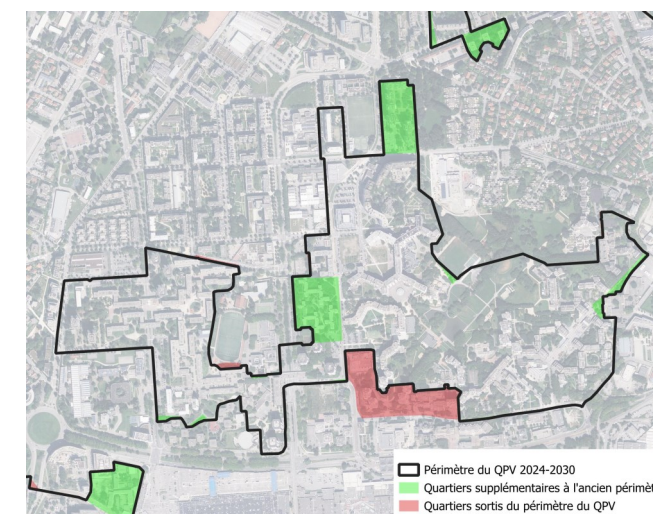 Périmètre du QPV 2024-2030
Quartiers supplémentaires à l'ancien périmèt
Quartiers sortis du périmètre du QPV